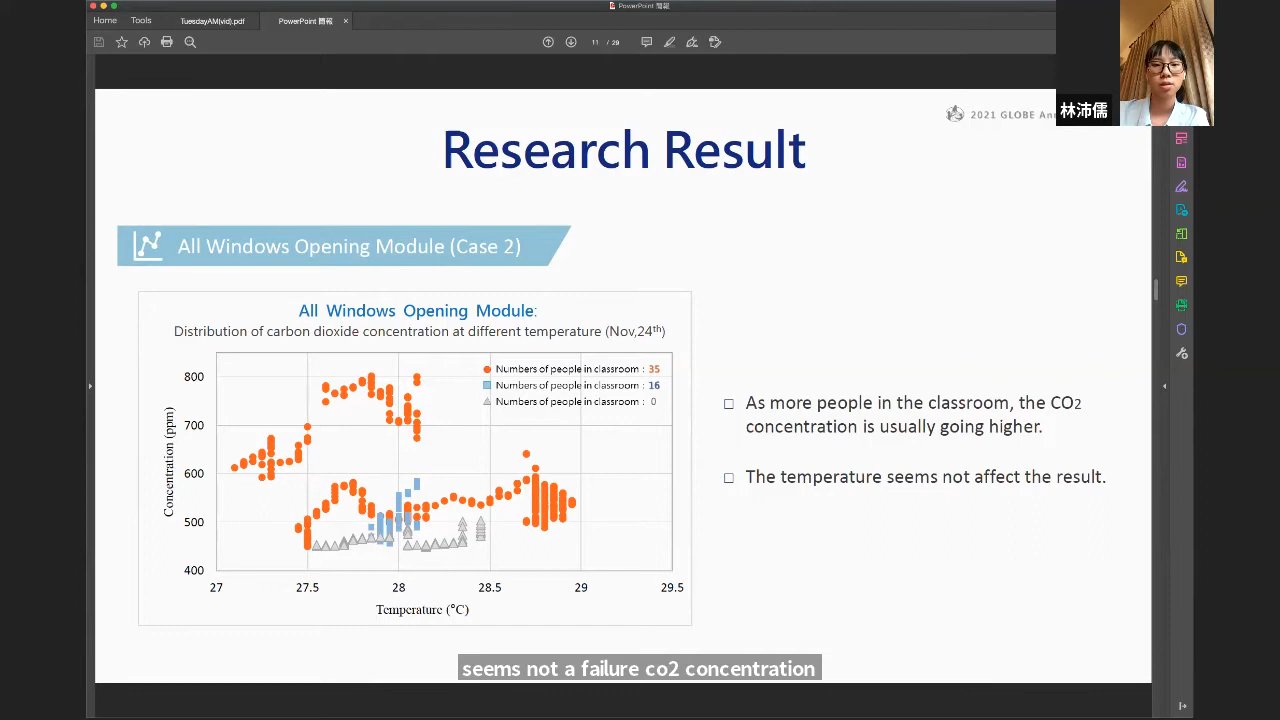 PowerPoint 簡報
Home Tools TuesdayAM(vid).pdf PowerPoint 簡報 ×
11 / 29
林沛儒
2021 GLOBE Ann
Research Result
All Windows Opening Module (Case 2)
All Windows Opening Module:
Distribution of carbon dioxide concentration at different temperature (Nov,24th)
Numbers of people in classroom : 35
Numbers of people in classroom : 16
Numbers of people in classroom : 0
800
700
600
500
400
Concentration (ppm)
27 27.5 28 28.5 29 29.5
Temperature (°C)
□ As more people in the classroom, the CO2
concentration is usually going higher.
□ The temperature seems not affect the result.
seems not a failure co2 concentration